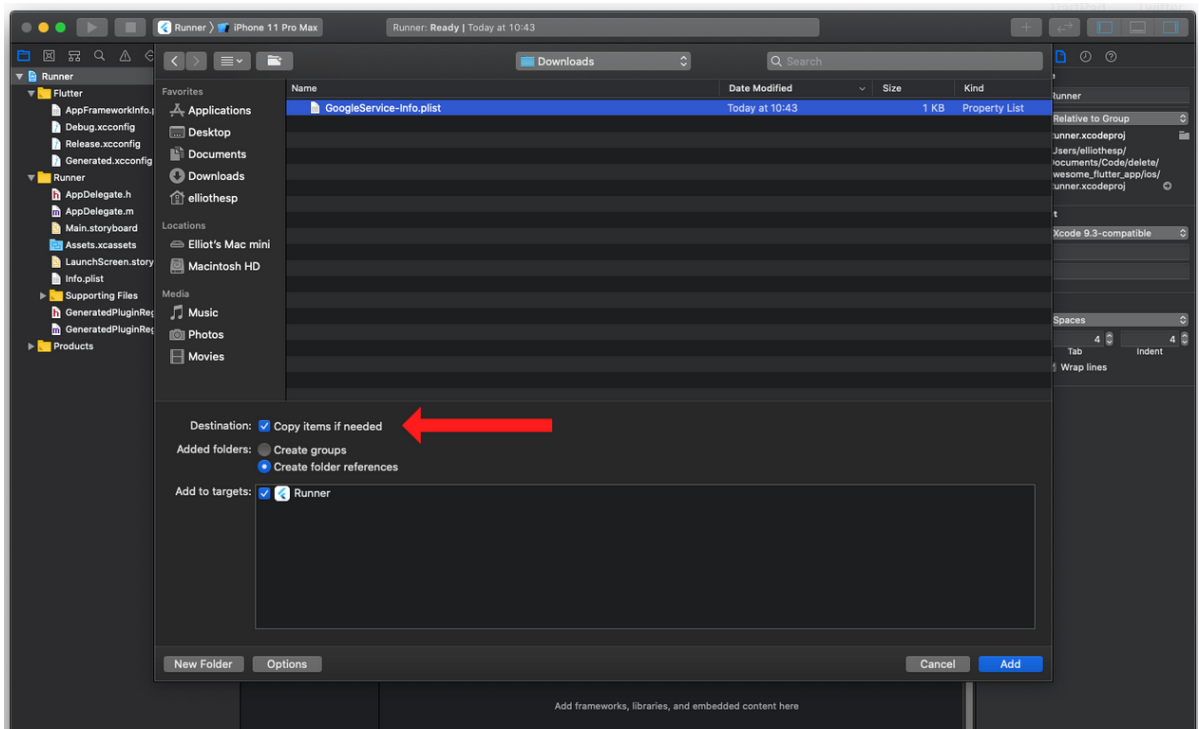 Runner
iPhone 11 Pro Max
Runner: Ready | Today at 10:43
Runner
Flutter
AppFrameworkInfo.p
Debug.xcconfig
Release.xcconfig
Generated.xcconfig
Runner
AppDelegate.h
AppDelegate.m
Main.storyboard
Assets.xcassets
LaunchScreen.story
Info.plist
Supporting Files
GeneratedPluginReg
GeneratedPluginReg
Products
Downloads
Search
Favorites
Applications
Desktop
Documents
Downloads
elliothesp
Locations
Elliot's Mac mini
Macintosh HD
Media
Music
Photos
Movies
Name Date Modified Size Kind
GoogleService-Info.plist Today at 10:43 1 KB Property List
Destination: Copy items if needed
Added folders: Create groups
Create folder references
Add to targets: Runner
New Folder Options Cancel Add
Add frameworks, libraries, and embedded content here
Runner
Relative to Group
unner.xcodeproj
Users/elliothesp/
ocuments/Code/delete/
wesome_flutter_app/ios/
unner.xcodeproj
Xcode 9.3-compatible
Spaces
4 4
Tab Indent
Wrap lines